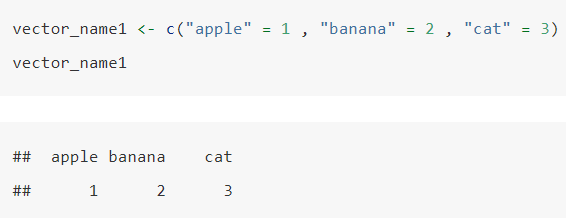 vector_name1 <- c("apple" = 1 , "banana" = 2 , "cat" = 3)
vector_name1
##  apple banana    cat
##      1      2      3